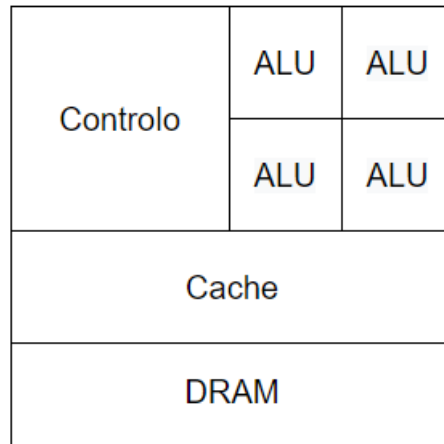 ALU ALU
Controlo
ALU ALU
Cache
DRAM